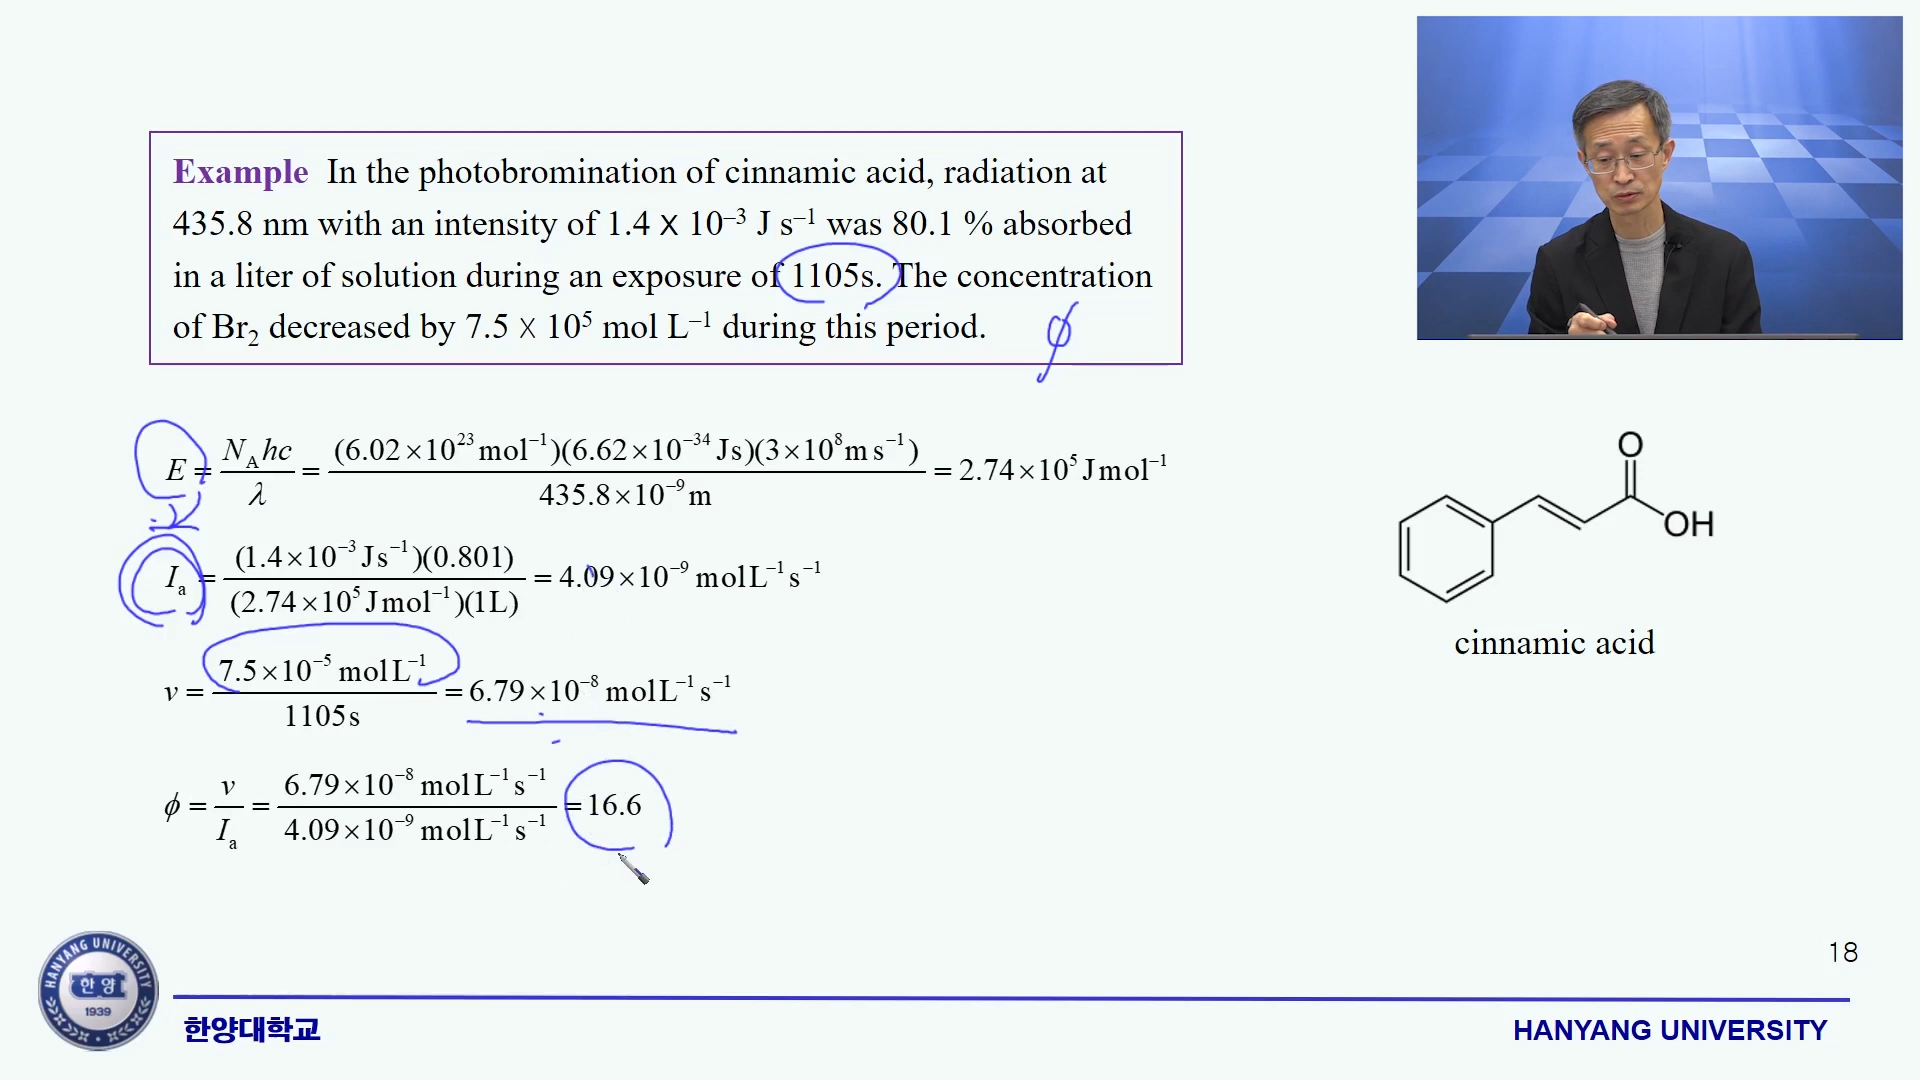 Example In the photobromination of cinnamic acid, radiation at
435.8 nm with an intensity of 1.4 X 10⁻³ J s⁻¹ was 80.1 % absorbed
in a liter of solution during an exposure of 1105s. The concentration
of Br₂ decreased by 7.5 X 10⁵ mol L⁻¹ during this period.
ϕ
E = N_A hc / λ = (6.02×10²³ mol⁻¹)(6.62×10⁻³⁴ Js)(3×10⁸ m s⁻¹) / 435.8×10⁻⁹ m = 2.74×10⁵ J mol⁻¹
I_a = (1.4×10⁻³ Js⁻¹)(0.801) / (2.74×10⁵ J mol⁻¹)(1L) = 4.09×10⁻⁹ mol L⁻¹ s⁻¹
v = 7.5×10⁻⁵ mol L⁻¹ / 1105s = 6.79×10⁻⁸ mol L⁻¹ s⁻¹
ϕ = v / I_a = 6.79×10⁻⁸ mol L⁻¹ s⁻¹ / 4.09×10⁻⁹ mol L⁻¹ s⁻¹ = 16.6
O
OH
cinnamic acid
18
HANYANG UNIVERSITY
한양
1939
한양대학교
HANYANG UNIVERSITY